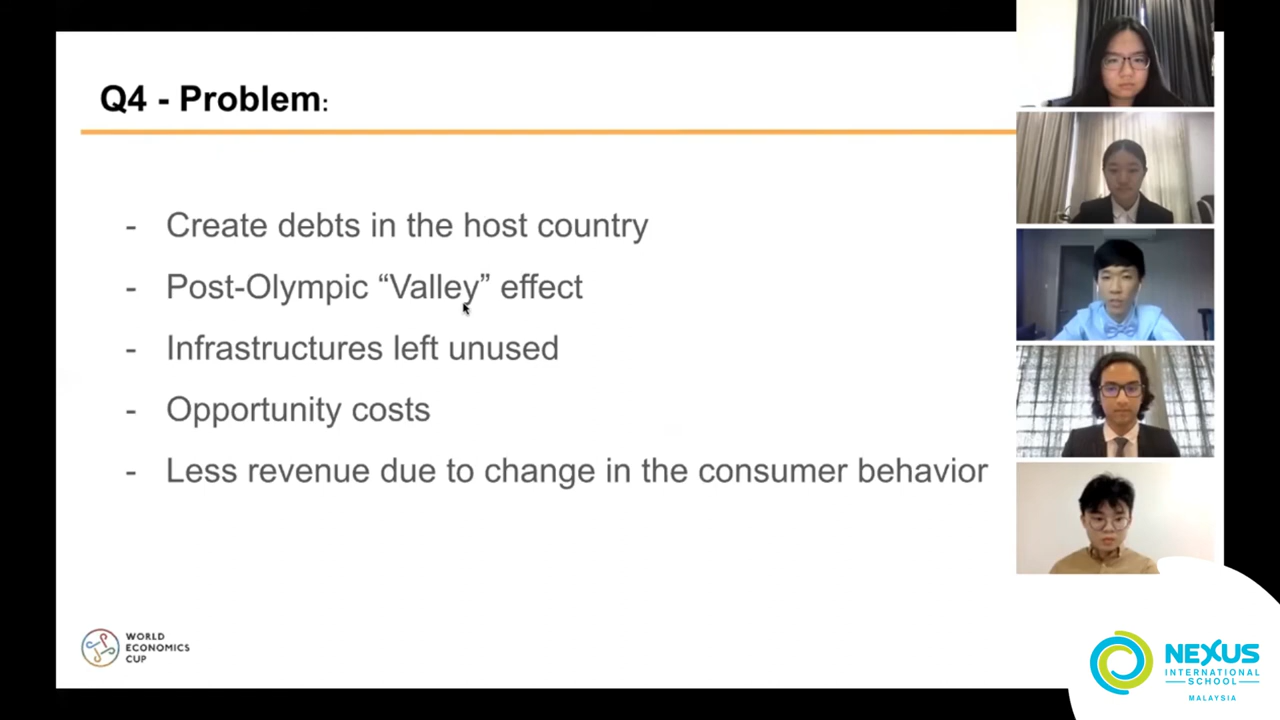 Q4 - Problem:
- Create debts in the host country
- Post-Olympic “Valley” effect
- Infrastructures left unused
- Opportunity costs
- Less revenue due to change in the consumer behavior
WORLD
ECONOMICS
CUP
NEXUS
INTERNATIONAL
SCHOOL
MALAYSIA